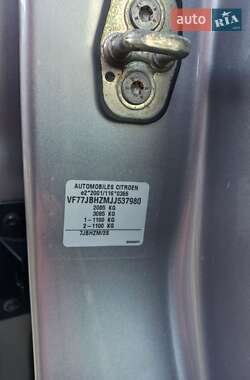 AUTO RIA
AUTOMOBILES CITROEN
e2*2001/116*0365
VF77JBHZMJJ537980
2085 KG
3085 KG
1-1100 KG
2-1100 KG
7JBHZM/2S